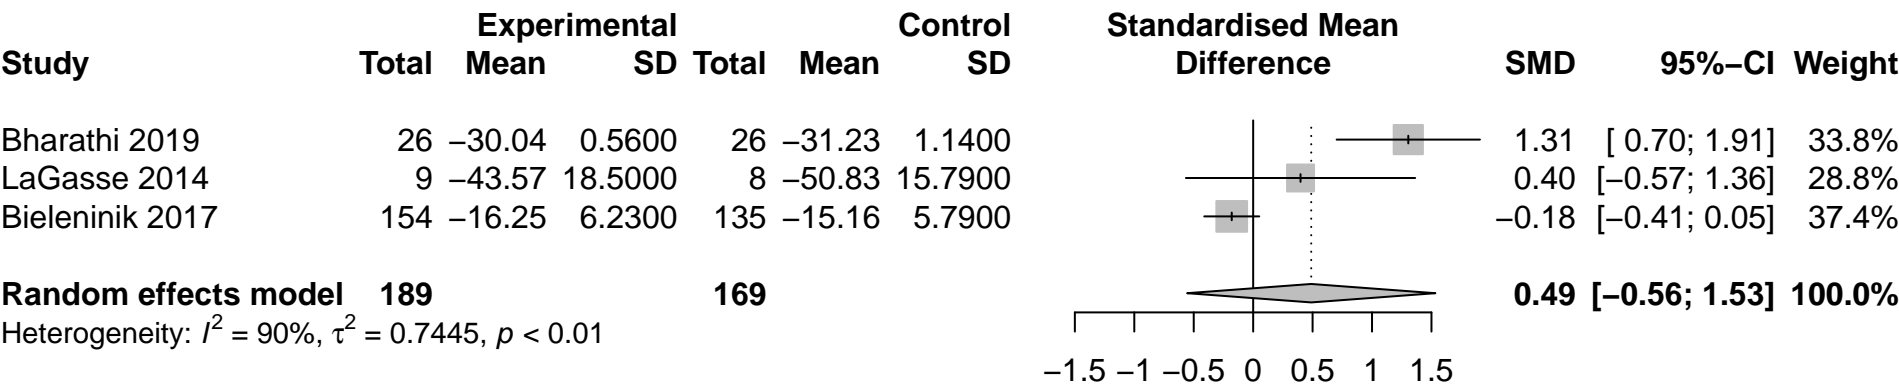 Experimental Control Standardised Mean
Study Total Mean SD Total Mean SD Difference SMD 95%−CI Weight
Bharathi 2019 26 −30.04 0.5600 26 −31.23 1.1400 1.31 [ 0.70; 1.91] 33.8%
LaGasse 2014 9 −43.57 18.5000 8 −50.83 15.7900 0.40 [−0.57; 1.36] 28.8%
Bieleninik 2017 154 −16.25 6.2300 135 −15.16 5.7900 −0.18 [−0.41; 0.05] 37.4%
Random effects model 189 169 0.49 [−0.56; 1.53] 100.0%
Heterogeneity: I² = 90%, τ² = 0.7445, p < 0.01
−1.5 −1 −0.5 0 0.5 1 1.5